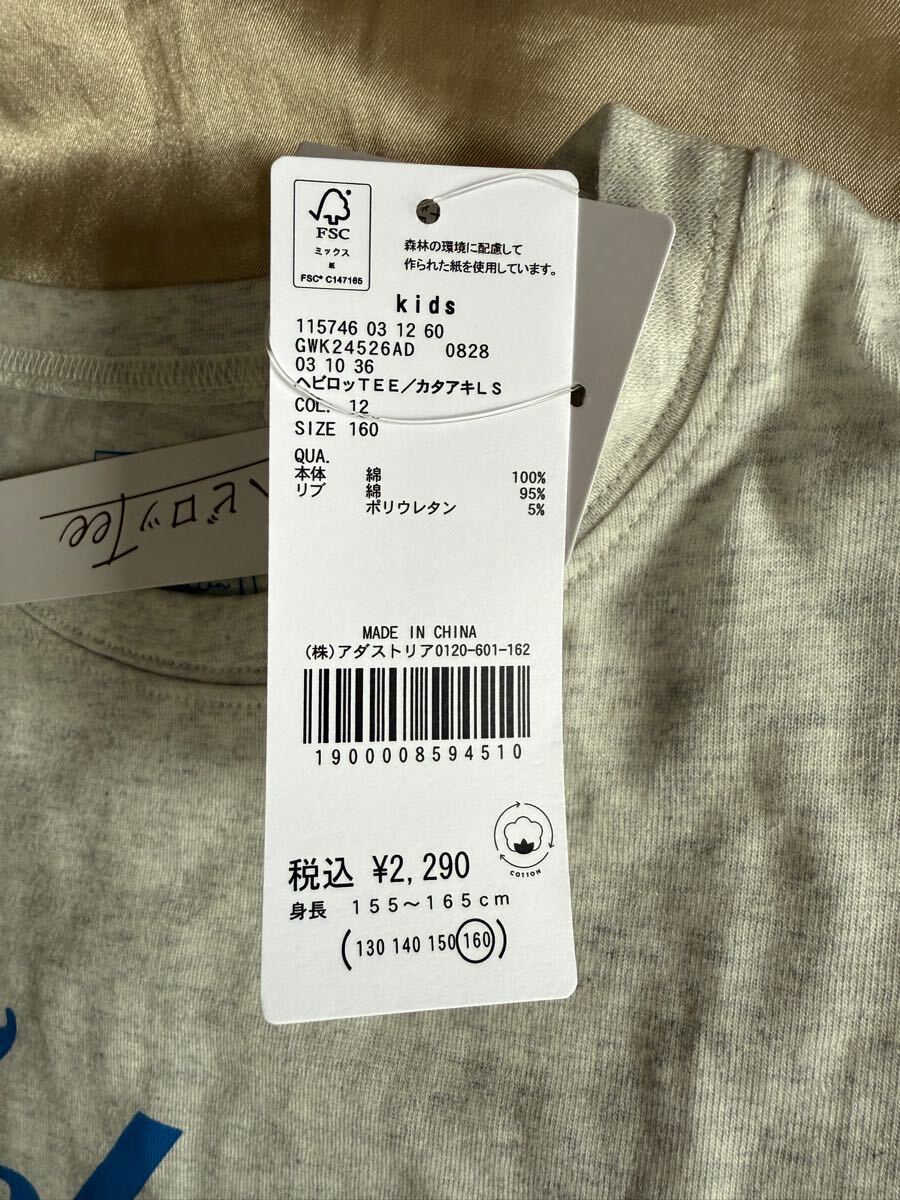 FSC
ミックス
紙
FSC® C147165
森林の環境に配慮して
作られた紙を使用しています。
kids
115746 03 12 60
GWK24526AD 0828
03 10 36
ヘビロッTEE/カタアキLS
COL. 12
SIZE 160
QUA.
本体 綿 100%
リブ 綿 95%
ポリウレタン 5%
ヘビロッTee
MADE IN CHINA
(株)アダストリア0120-601-162
1900008594510
COTTON
税込 ¥2,290
身長 155〜165cm
(130 140 150 160)